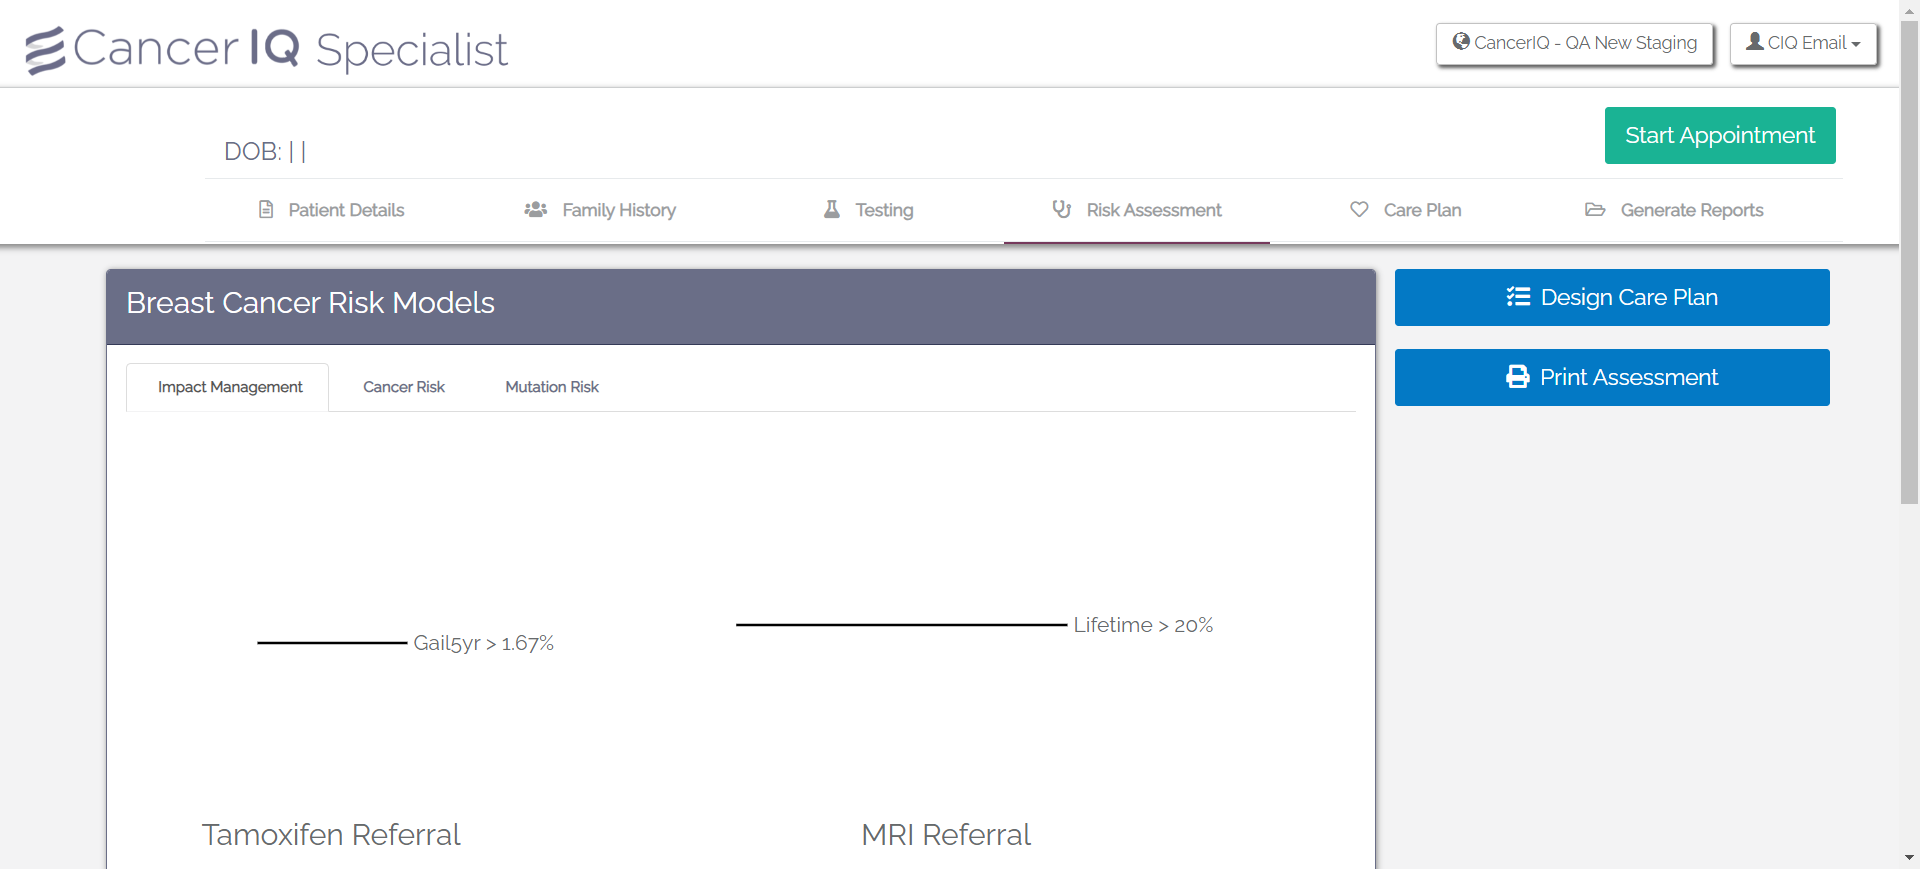 Cancer IQ Specialist
CancerIQ - QA New Staging
CIQ Email
DOB: | |
Start Appointment
Patient Details
Family History
Testing
Risk Assessment
Care Plan
Generate Reports
Breast Cancer Risk Models
Design Care Plan
Print Assessment
Impact Management
Cancer Risk
Mutation Risk
Gail5yr > 1.67%
Lifetime > 20%
Tamoxifen Referral
MRI Referral